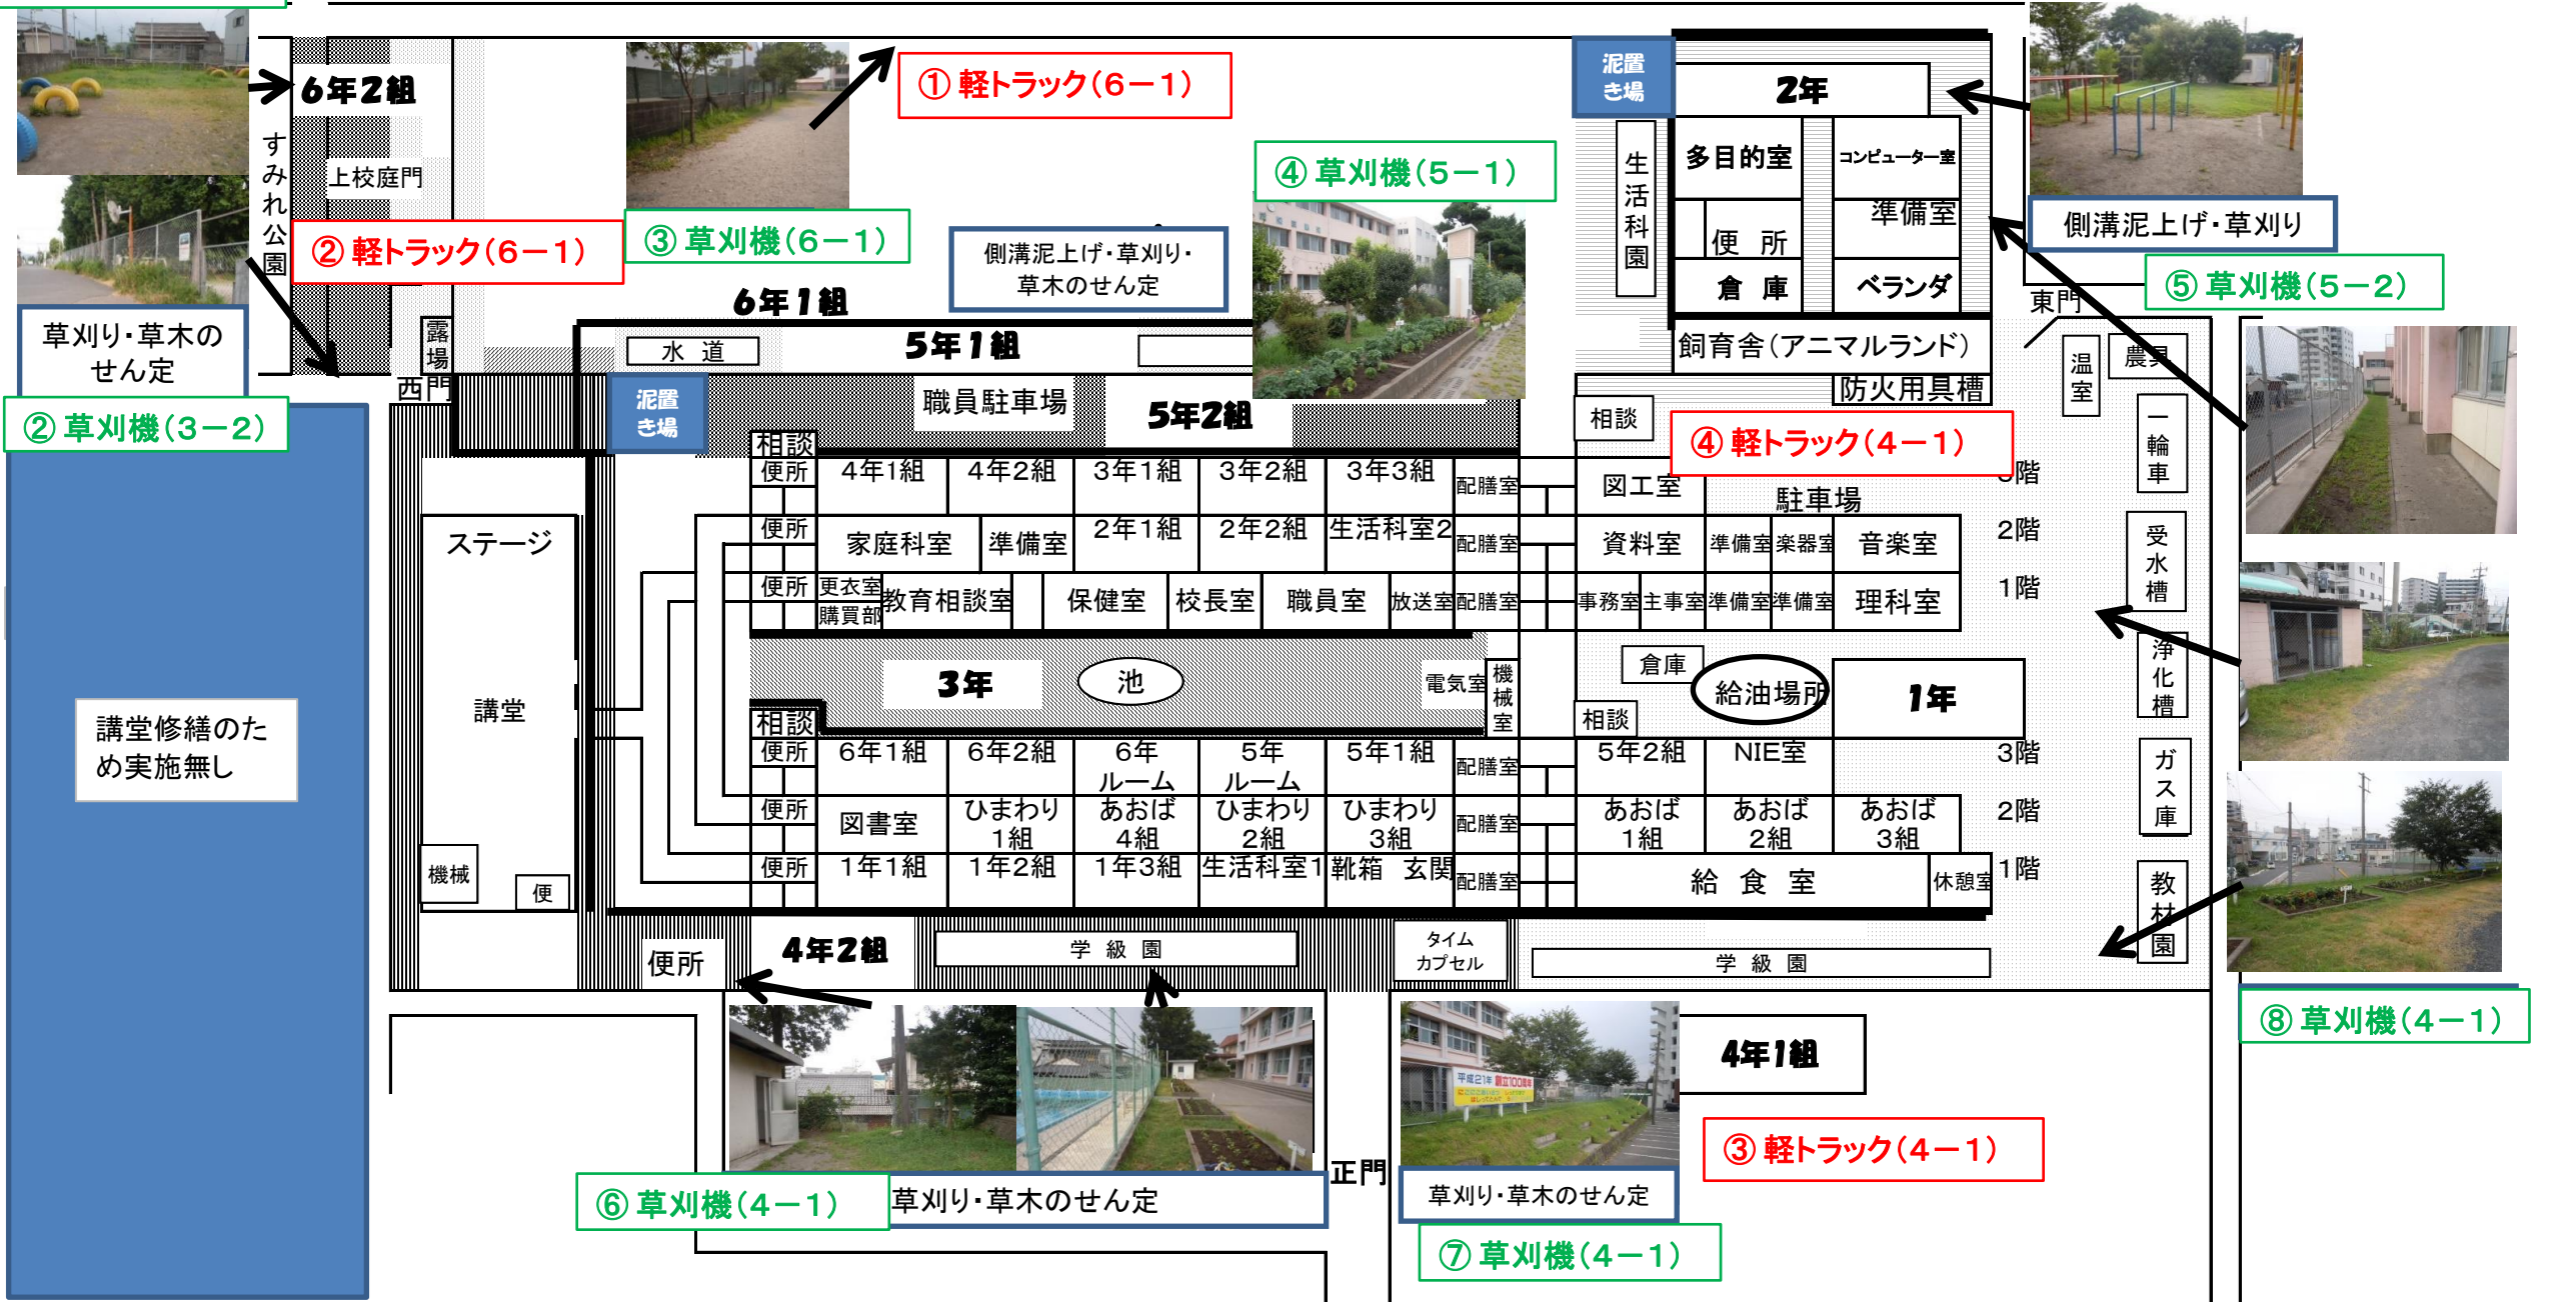 6年2組
すみれ公園
上校庭門
① 軽トラック(6-1)
② 軽トラック(6-1)
③ 草刈機(6-1)
側溝泥上げ・草刈り・
草木のせん定
④ 草刈機(5-1)
泥置
き場
2年
多目的室
コンピューター室
準備室
便 所
倉 庫
ベランダ
生活科園
側溝泥上げ・草刈り
⑤ 草刈機(5-2)
東門
草刈り・草木の
せん定
② 草刈機(3-2)
露場
西門
6年1組
5年1組
水 道
飼育舎(アニマルランド)
防火用具槽
温室
農具
一輪車
受水槽
浄化槽
ガス庫
教材園
泥置
き場
職員駐車場
5年2組
相談
相談
④ 軽トラック(4-1)
便所
4年1組
4年2組
3年1組
3年2組
3年3組
配膳室
図工室
駐車場
階
便所
家庭科室
準備室
2年1組
2年2組
生活科室2
配膳室
資料室
準備室
楽器室
音楽室
2階
便所
更衣室
購買部
教育相談室
保健室
校長室
職員室
放送室
配膳室
事務室
主事室
準備室
準備室
理科室
1階
3年
池
電気室
機械室
倉庫
給油場所
1年
相談
相談
便所
6年1組
6年2組
6年
ルーム
5年
ルーム
5年1組
配膳室
5年2組
NIE室
3階
便所
図書室
ひまわり
1組
あおば
4組
ひまわり
2組
ひまわり
3組
配膳室
あおば
1組
あおば
2組
あおば
3組
2階
便所
1年1組
1年2組
1年3組
生活科室1
靴箱 玄関
配膳室
給 食 室
休憩室
1階
ステージ
講堂
機械
便
講堂修繕のた
め実施無し
便所
4年2組
学 級 園
タイム
カプセル
学 級 園
⑧ 草刈機(4-1)
4年1組
③ 軽トラック(4-1)
平成21年 創立100周年
正門
⑥ 草刈機(4-1)
草刈り・草木のせん定
草刈り・草木のせん定
⑦ 草刈機(4-1)